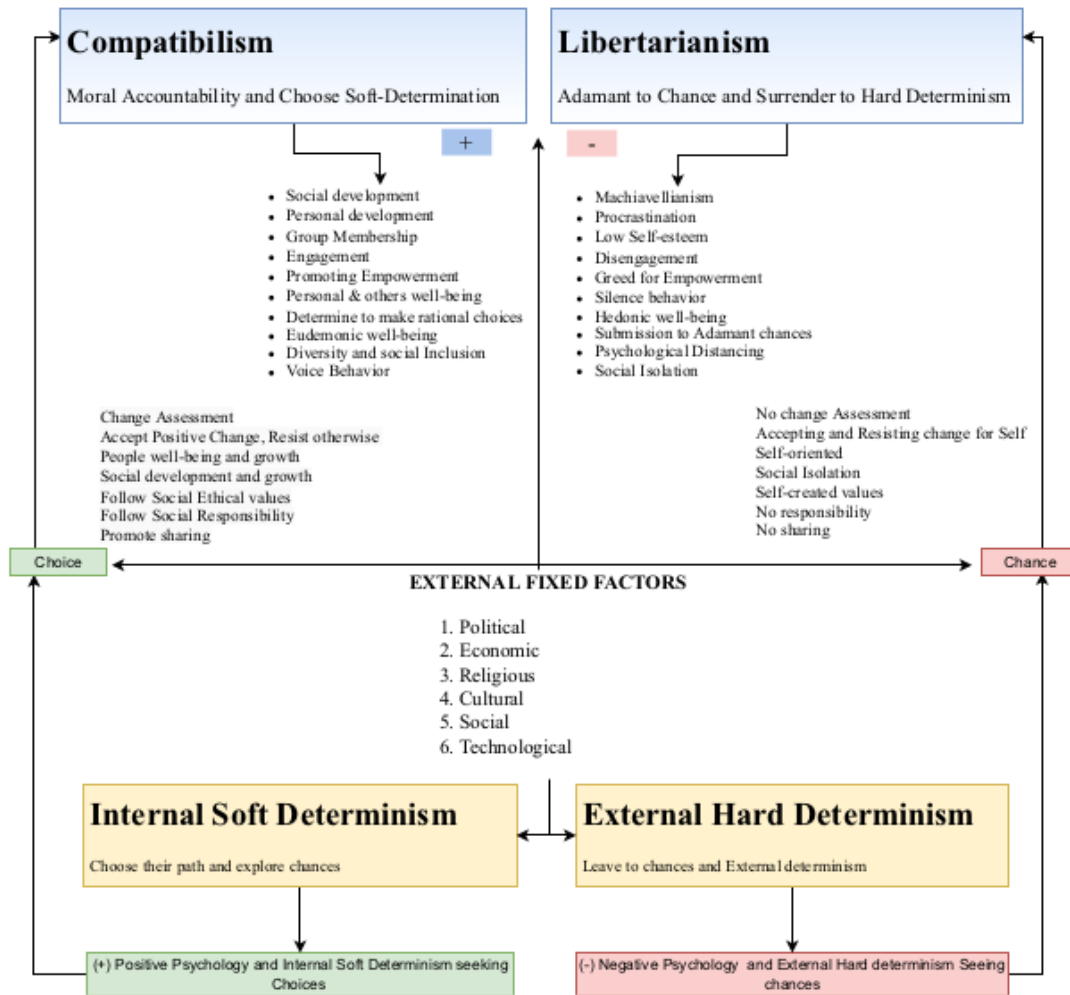 Compatibilism
Moral Accountability and Choose Soft-Determination
Libertarianism
Adamant to Chance and Surrender to Hard Determinism
+
-
Social development
Personal development
Group Membership
Engagement
Promoting Empowerment
Personal & others well-being
Determine to make rational choices
Eudemonic well-being
Diversity and social Inclusion
Voice Behavior
Machiavellianism
Procrastination
Low Self-esteem
Disengagement
Greed for Empowerment
Silence behavior
Hedonic well-being
Submission to Adamant chances
Psychological Distancing
Social Isolation
Change Assessment
Accept Positive Change, Resist otherwise
People well-being and growth
Social development and growth
Follow Social Ethical values
Follow Social Responsibility
Promote sharing
No change Assessment
Accepting and Resisting change for Self
Self-oriented
Social Isolation
Self-created values
No responsibility
No sharing
Choice
Chance
EXTERNAL FIXED FACTORS
1. Political
2. Economic
3. Religious
4. Cultural
5. Social
6. Technological
Internal Soft Determinism
Choose their path and explore chances
External Hard Determinism
Leave to chances and External determinism
(+) Positive Psychology and Internal Soft Determinism seeking
Choices
(-) Negative Psychology and External Hard determinism Seeing
chances